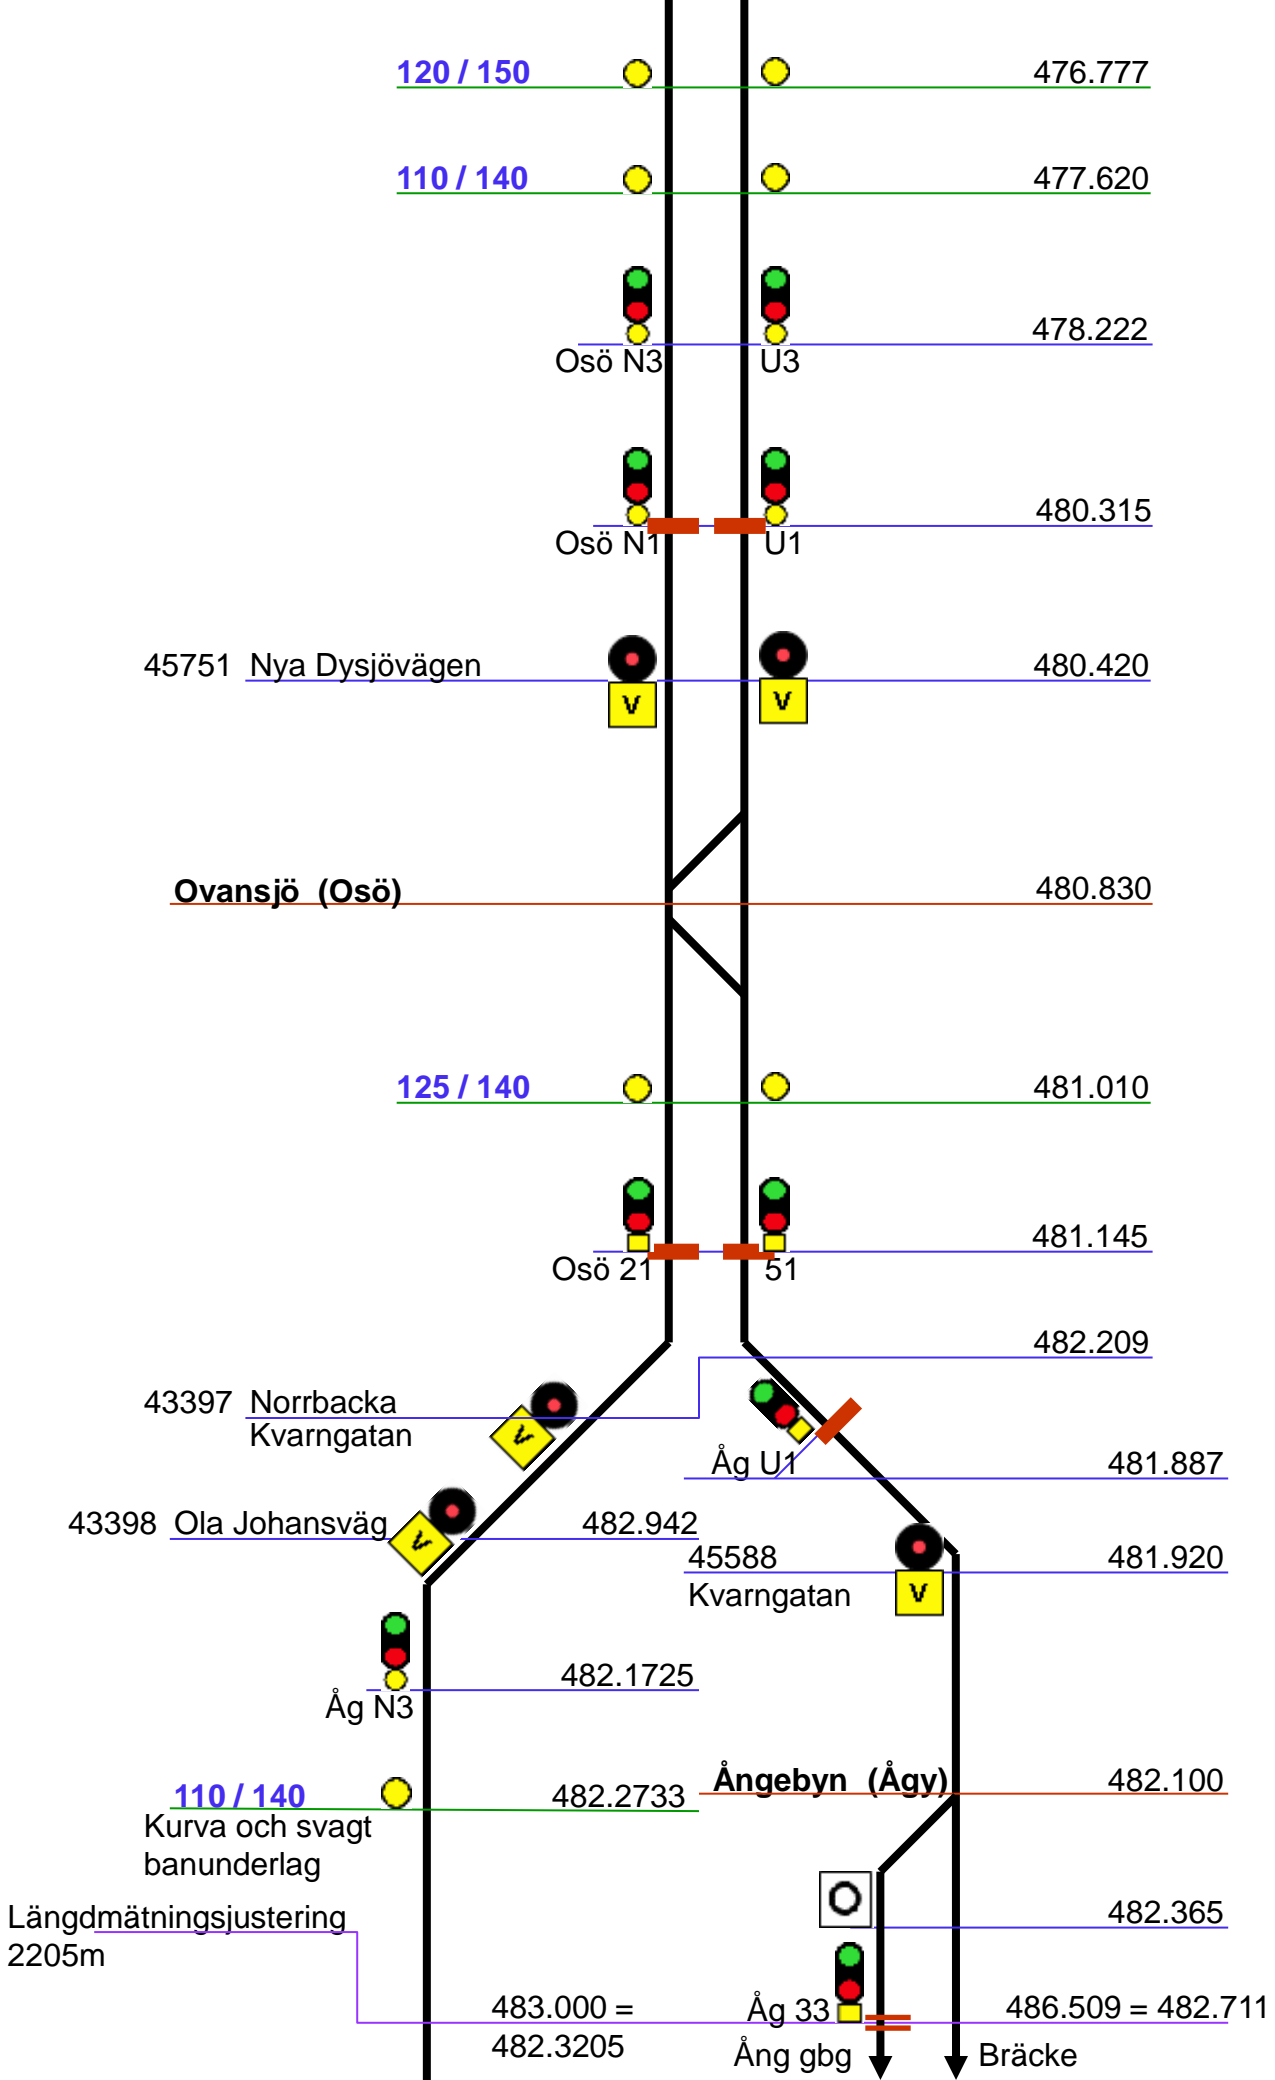 120 / 150 476.777
110 / 140 477.620
478.222
Osö N3 U3
480.315
Osö N1 U1
45751 Nya Dysjövägen 480.420
V V
Ovansjö (Osö) 480.830
125 / 140 481.010
481.145
Osö 21 51
482.209
43397 Norrbacka
Kvarngatan
V
Åg U1 481.887
43398 Ola Johansväg 482.942
V
45588 481.920
Kvarngatan
V
482.1725
Åg N3
110 / 140 482.2733
Ångebyn (Ågy) 482.100
Kurva och svagt
banunderlag
Längdmätningsjustering 482.365
2205m
483.000 = Åg 33 486.509 = 482.711
482.3205 Ång gbg Bräcke